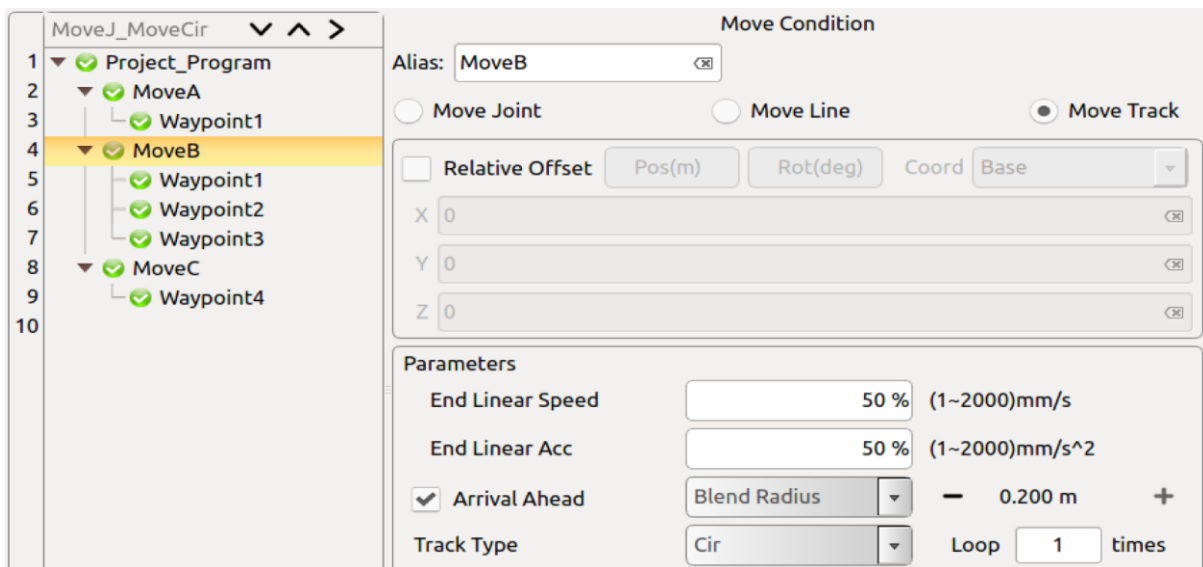 MoveJ_MoveCir
1 Project_Program
2 MoveA
3 Waypoint1
4 MoveB
5 Waypoint1
6 Waypoint2
7 Waypoint3
8 MoveC
9 Waypoint4
10
Move Condition
Alias: MoveB
Move Joint Move Line Move Track
Relative Offset Pos(m) Rot(deg) Coord Base
X 0
Y 0
Z 0
Parameters
End Linear Speed 50 % (1~2000)mm/s
End Linear Acc 50 % (1~2000)mm/s^2
Arrival Ahead Blend Radius − 0.200 m +
Track Type Cir Loop 1 times